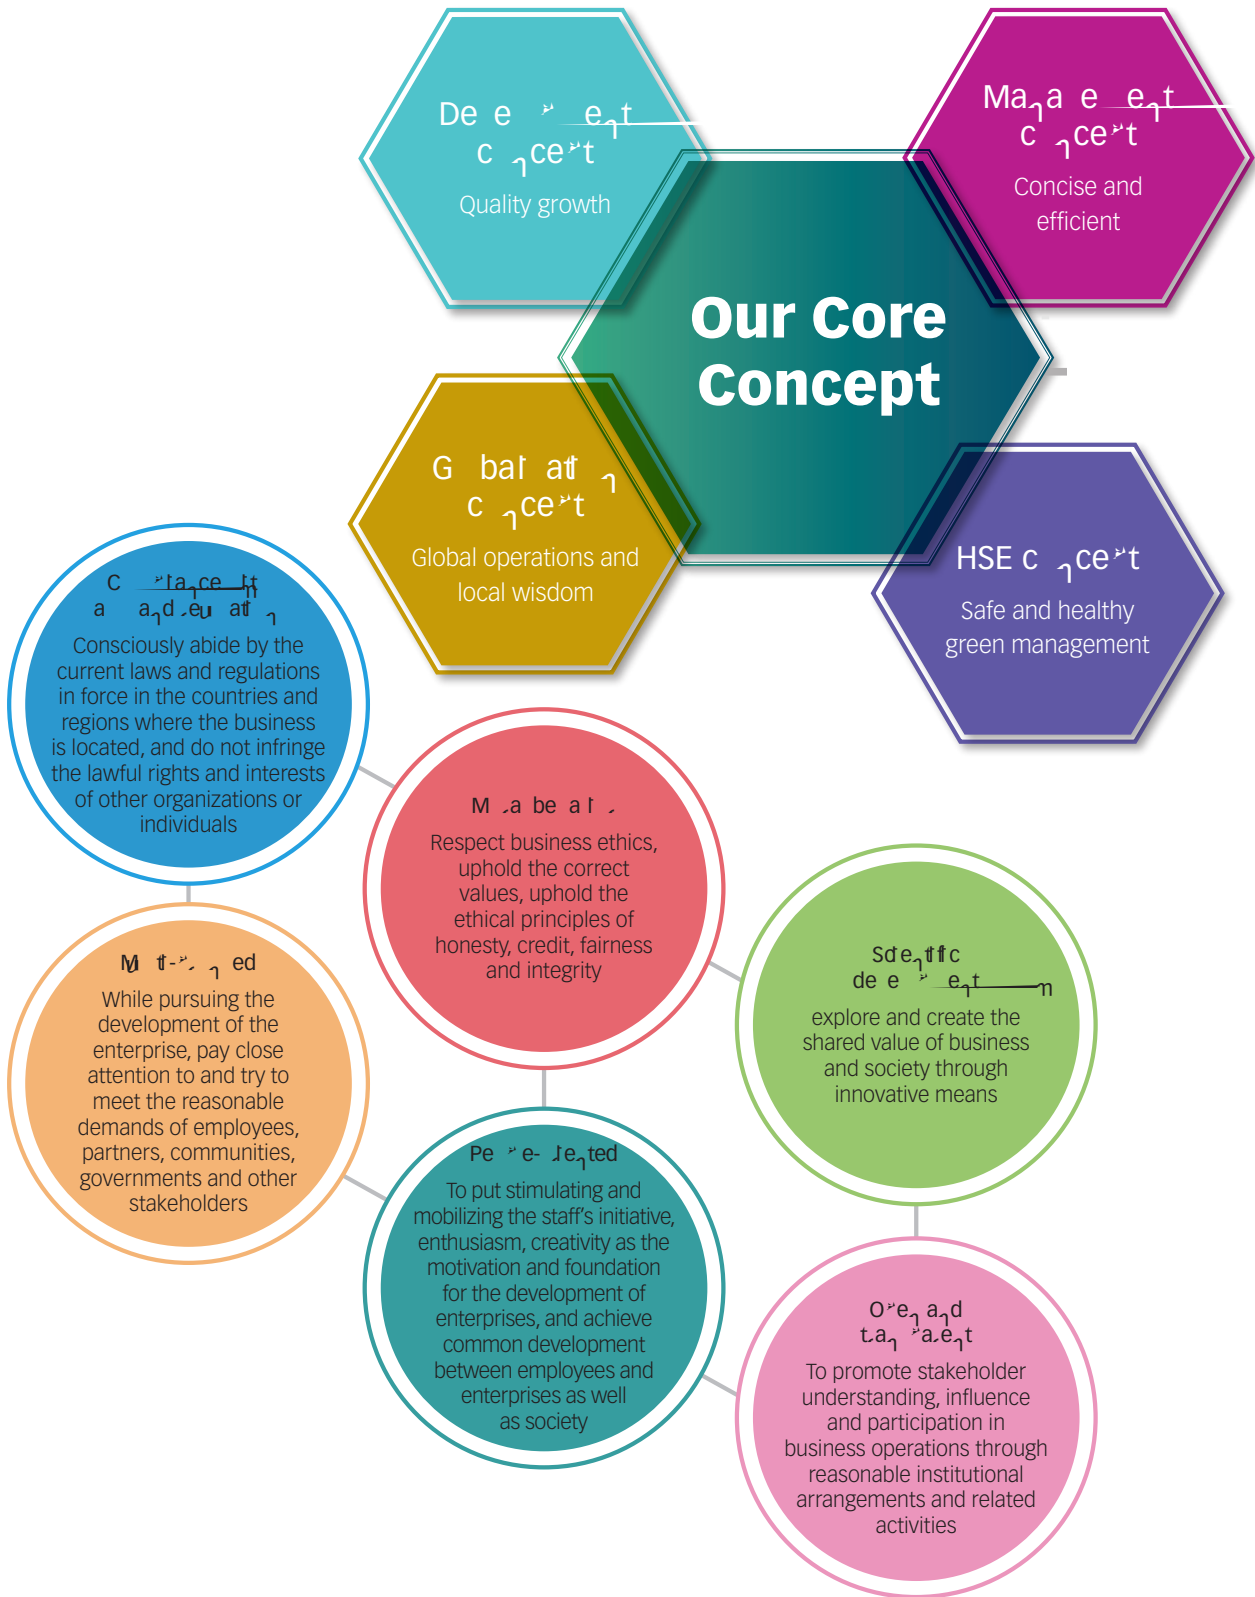 Quality growth
Concise and
efficient
Our Core
Concept
Global operations and
local wisdom
HSE
Safe and healthy
green management
Consciously abide by the
current laws and regulations
in force in the countries and
regions where the business
is located, and do not infringe
the lawful rights and interests
of other organizations or
individuals
Respect business ethics,
uphold the correct
values, uphold the
ethical principles of
honesty, credit, fairness
and integrity
explore and create the
shared value of business
and society through
innovative means
While pursuing the
development of the
enterprise, pay close
attention to and try to
meet the reasonable
demands of employees,
partners, communities,
governments and other
stakeholders
To put stimulating and
mobilizing the staff's initiative,
enthusiasm, creativity as the
motivation and foundation
for the development of
enterprises, and achieve
common development
between employees and
enterprises as well
as society
To promote stakeholder
understanding, influence
and participation in
business operations through
reasonable institutional
arrangements and related
activities